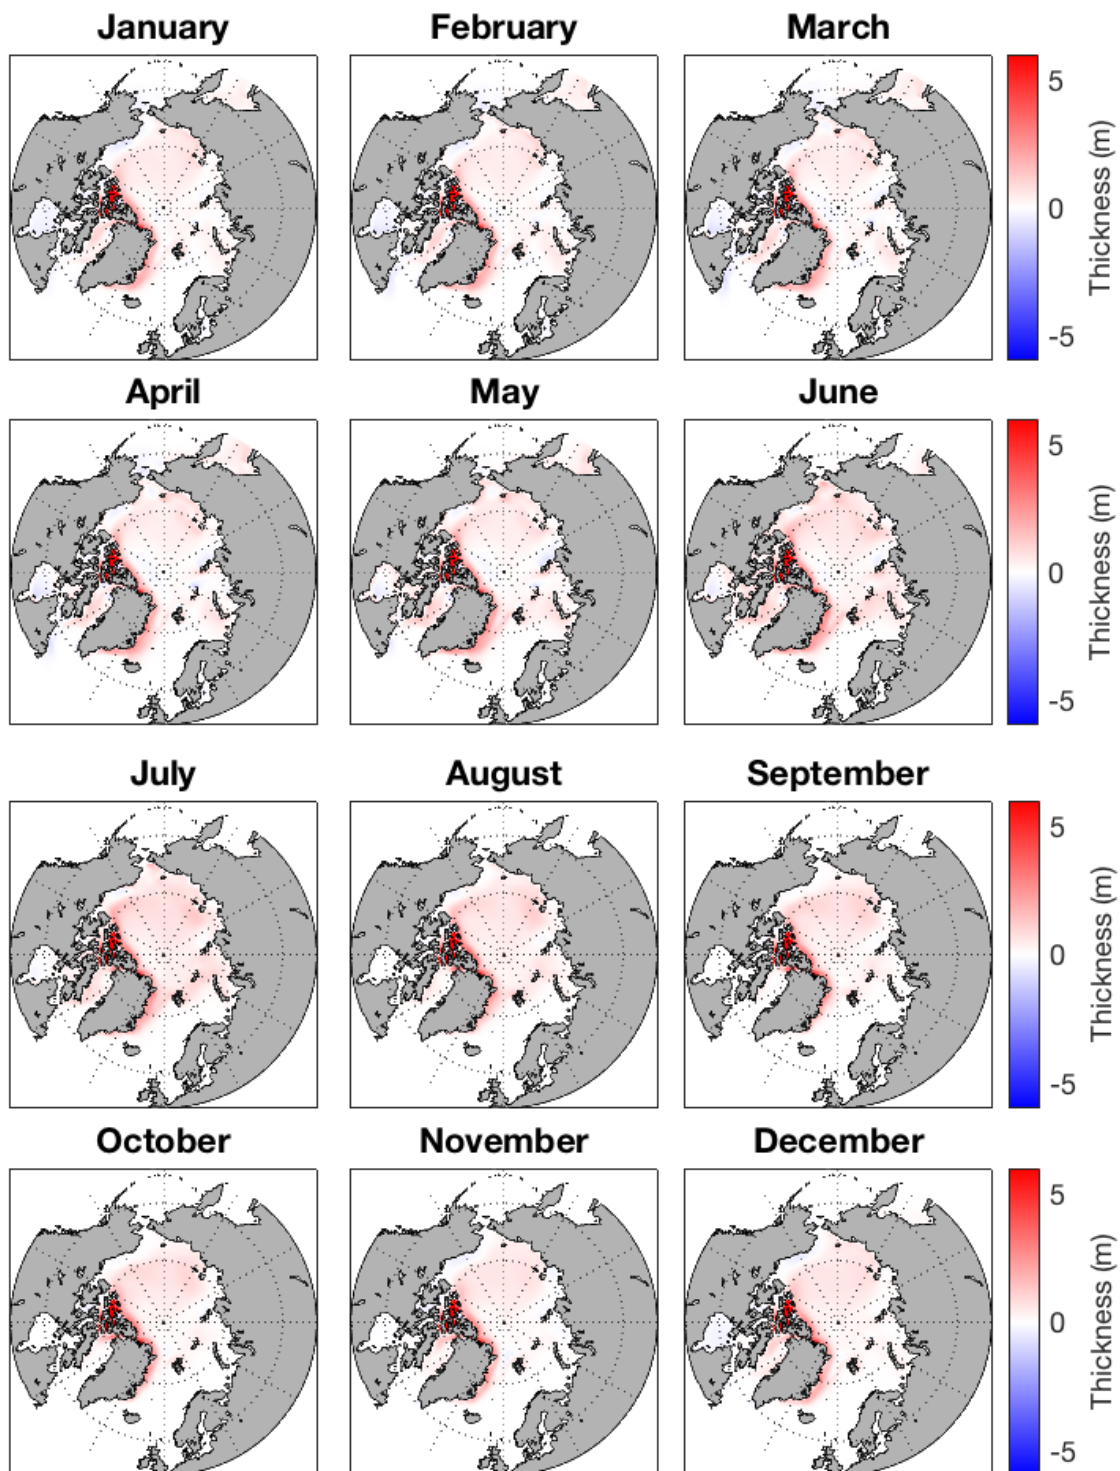 January February March
5
0
-5
Thickness (m)
April May June
5
0
-5
Thickness (m)
July August September
5
0
-5
Thickness (m)
October November December
5
0
-5
Thickness (m)